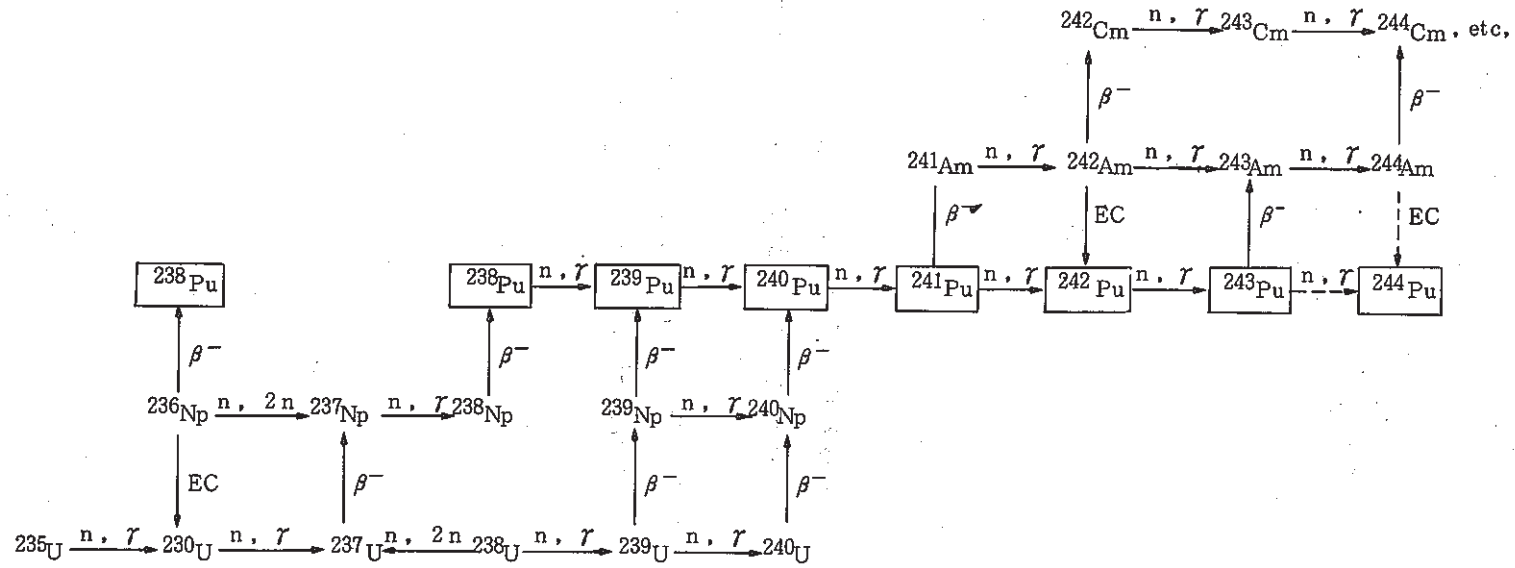 ²⁴²Cm n, γ ²⁴³Cm n, γ ²⁴⁴Cm, etc,
β⁻ β⁻
²⁴¹Am n, γ ²⁴²Am n, γ ²⁴³Am n, γ ²⁴⁴Am
β⁻ EC β⁻ EC
²³⁸Pu ²³⁸Pu n, γ ²³⁹Pu n, γ ²⁴⁰Pu n, γ ²⁴¹Pu n, γ ²⁴²Pu n, γ ²⁴³Pu n, γ ²⁴⁴Pu
β⁻ β⁻ β⁻ β⁻
²³⁶Np n, 2n ²³⁷Np n, γ ²³⁸Np ²³⁹Np n, γ ²⁴⁰Np
EC β⁻ β⁻ β⁻
²³⁵U n, γ ²³⁰U n, γ ²³⁷U n, 2n ²³⁸U n, γ ²³⁹U n, γ ²⁴⁰U